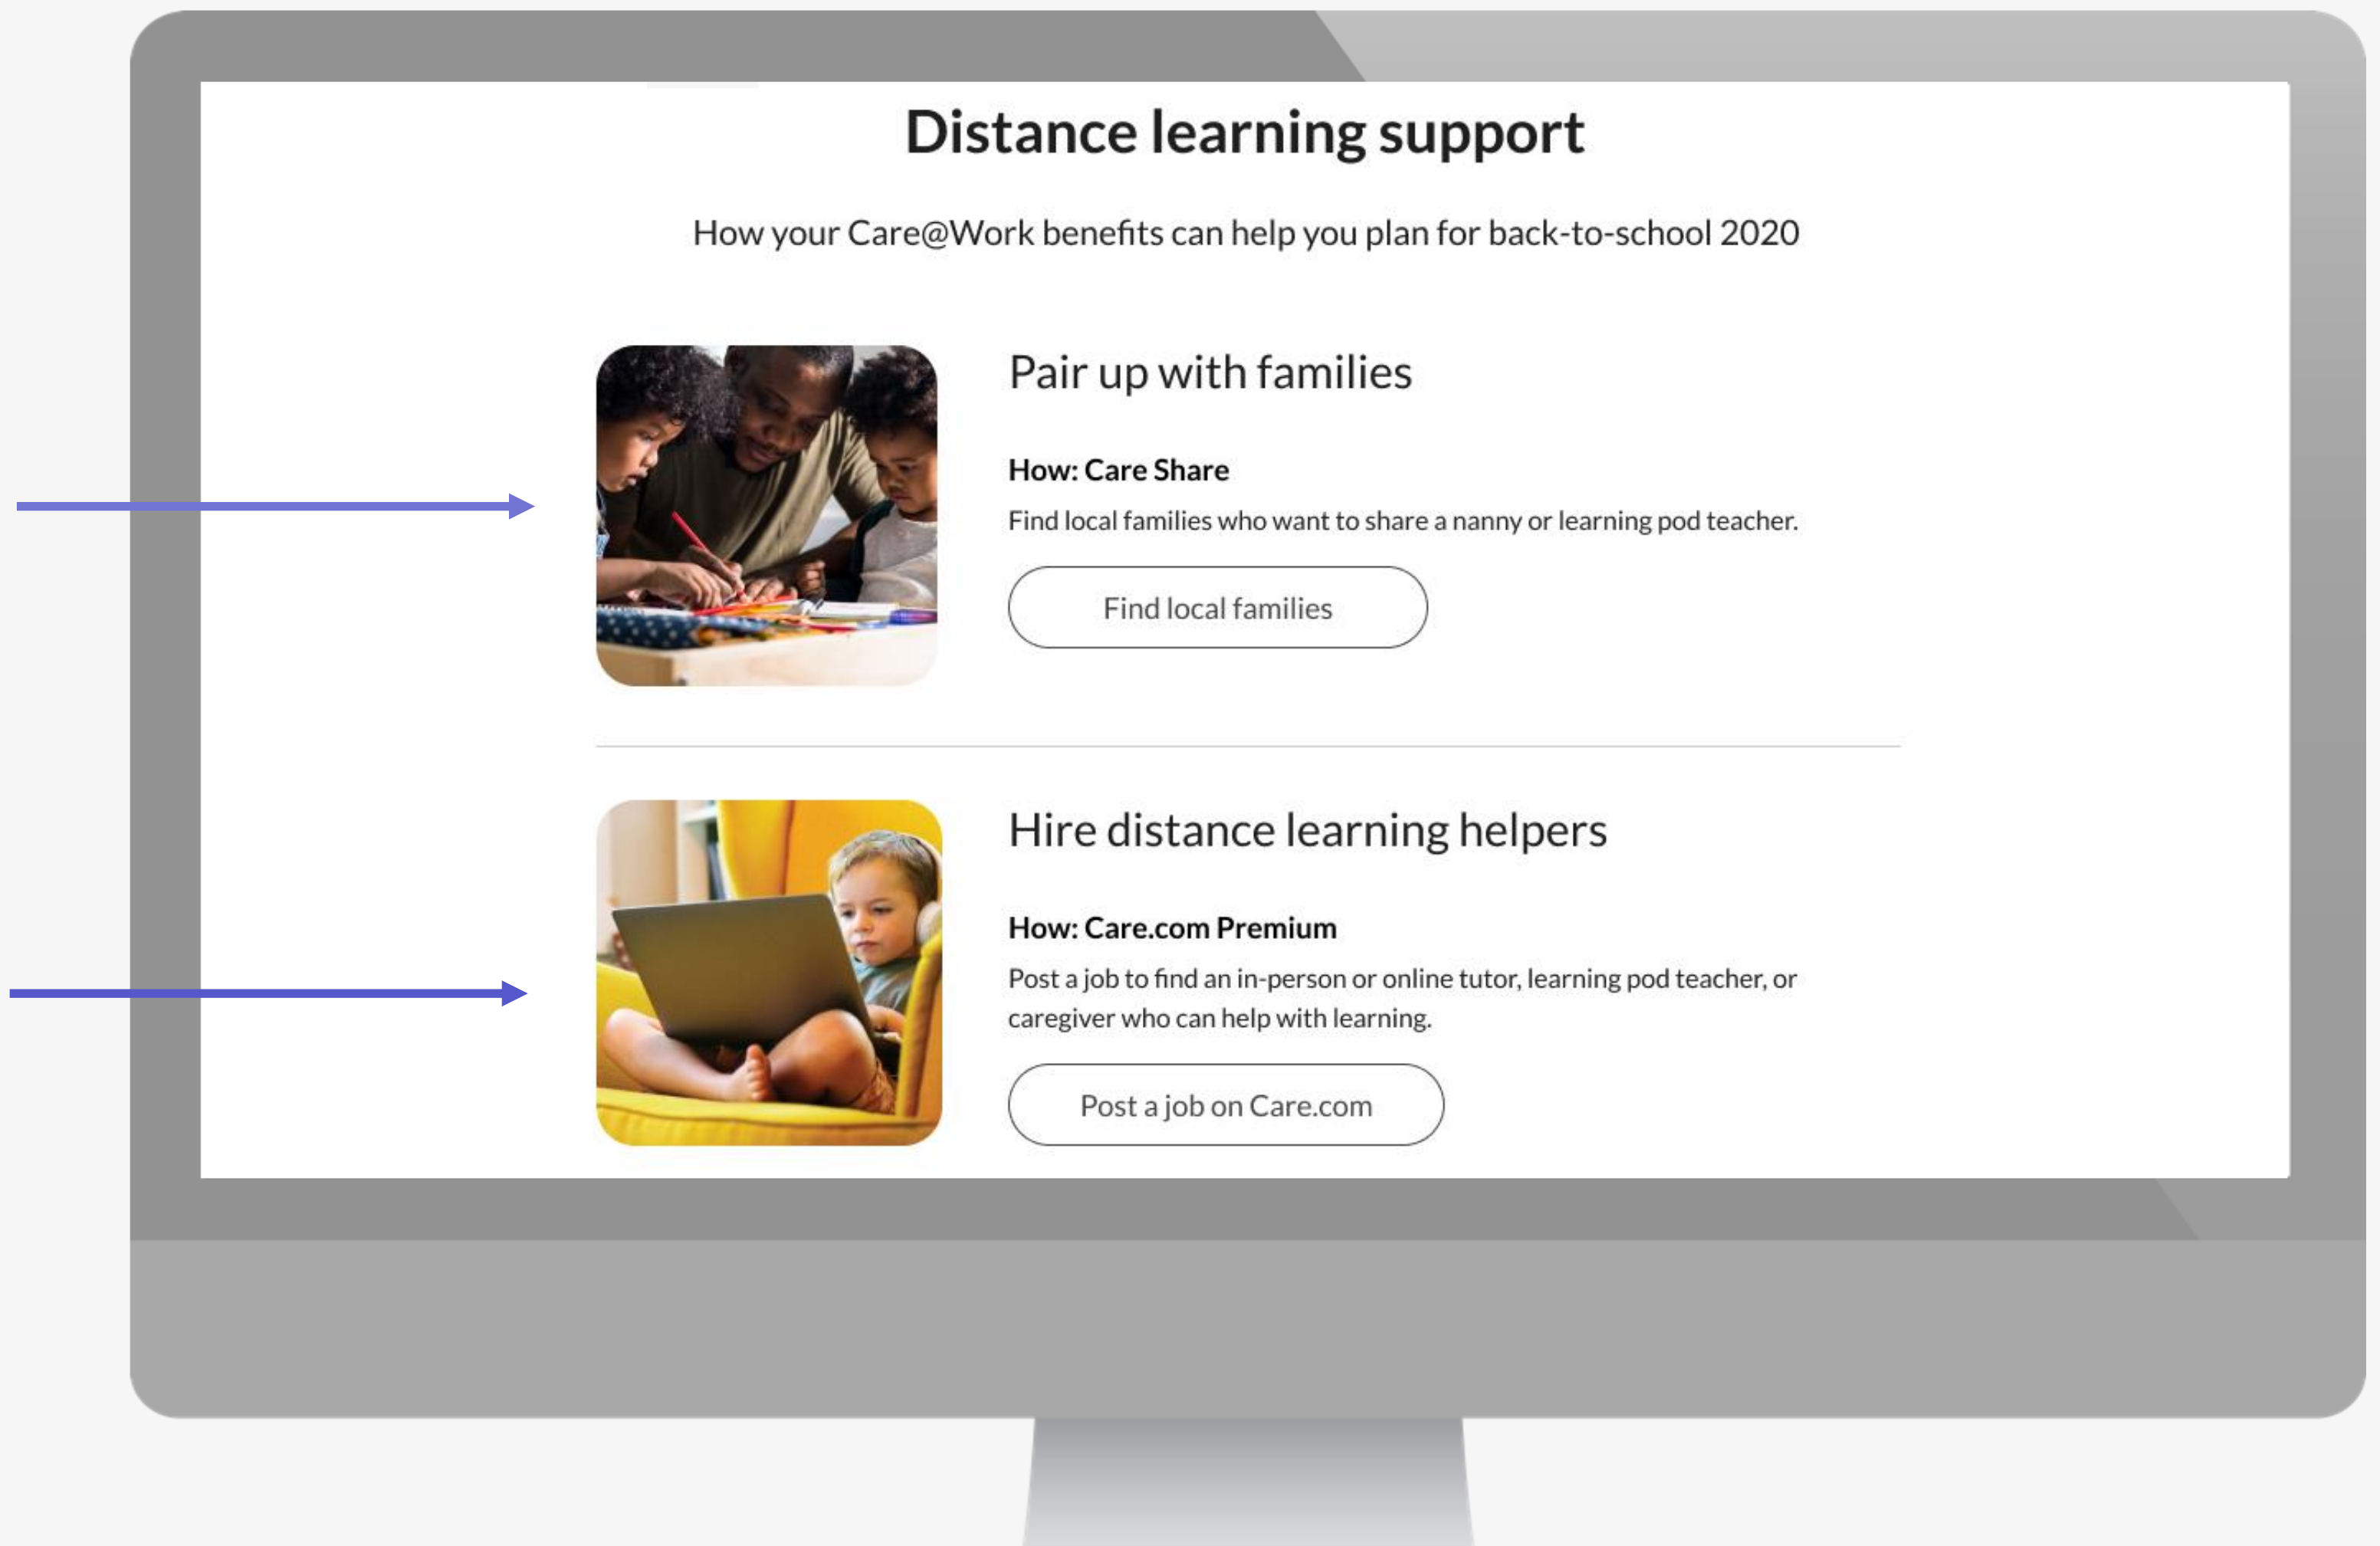 Distance learning support
How your Care@Work benefits can help you plan for back-to-school 2020
Pair up with families
How: Care Share
Find local families who want to share a nanny or learning pod teacher.
Find local families
Hire distance learning helpers
How: Care.com Premium
Post a job to find an in-person or online tutor, learning pod teacher, or
caregiver who can help with learning.
Post a job on Care.com